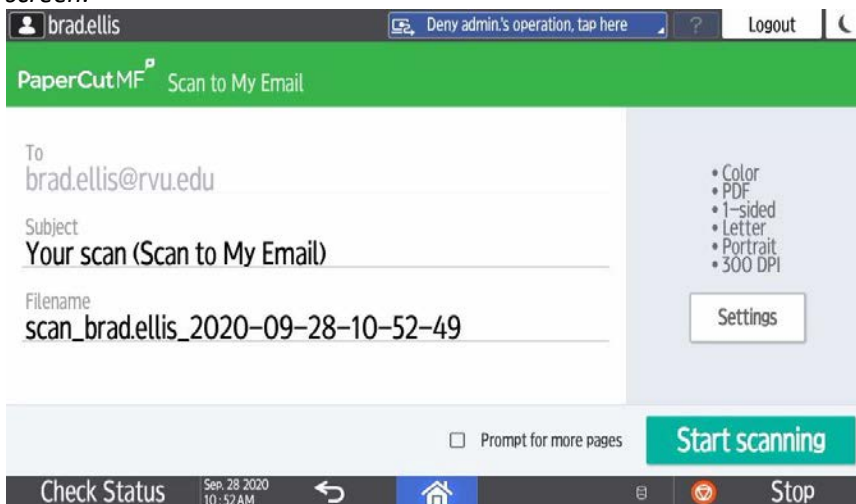 screen.
brad.ellis
Deny admin.'s operation, tap here
?
Logout
PaperCutMF Scan to My Email
To
brad.ellis@rvu.edu
Subject
Your scan (Scan to My Email)
Filename
scan_brad.ellis_2020-09-28-10-52-49
• Color
• PDF
• 1-sided
• Letter
• Portrait
• 300 DPI
Settings
Prompt for more pages
Start scanning
Check Status
Sep. 28 2020
10:52 AM
Stop